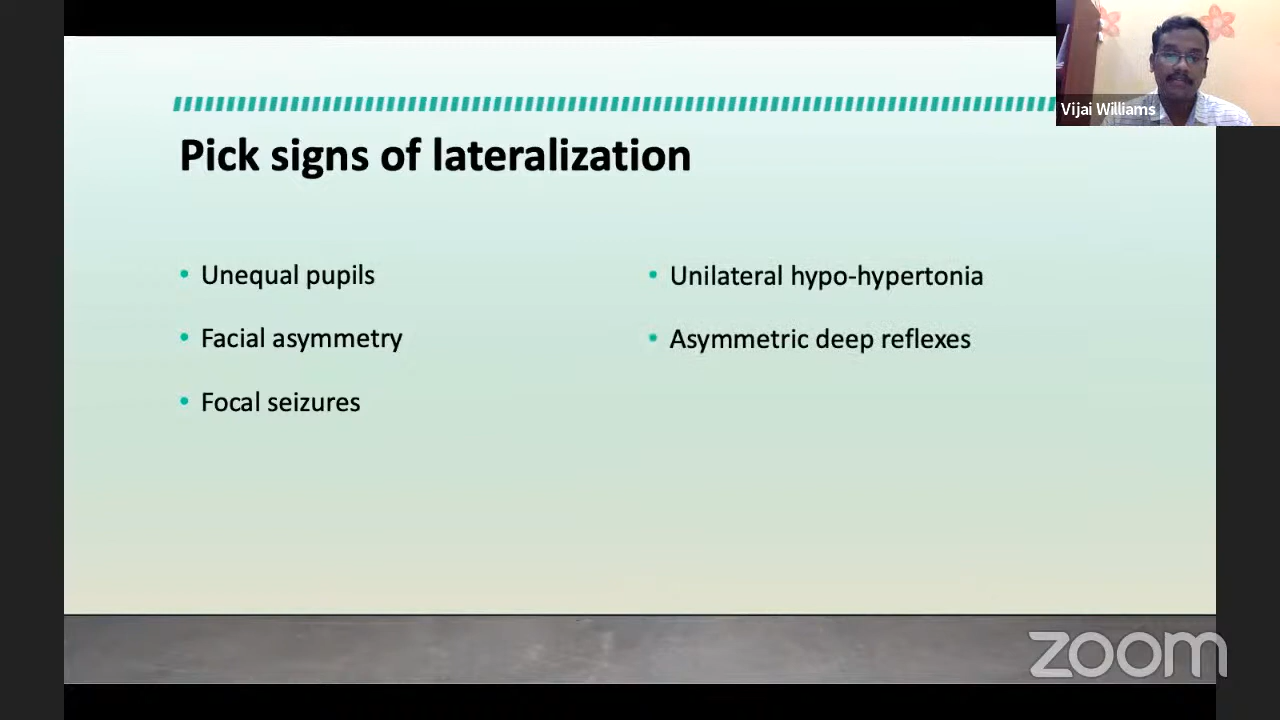 Vijai Williams
Pick signs of lateralization
• Unequal pupils
• Facial asymmetry
• Focal seizures
• Unilateral hypo-hypertonia
• Asymmetric deep reflexes
zoom